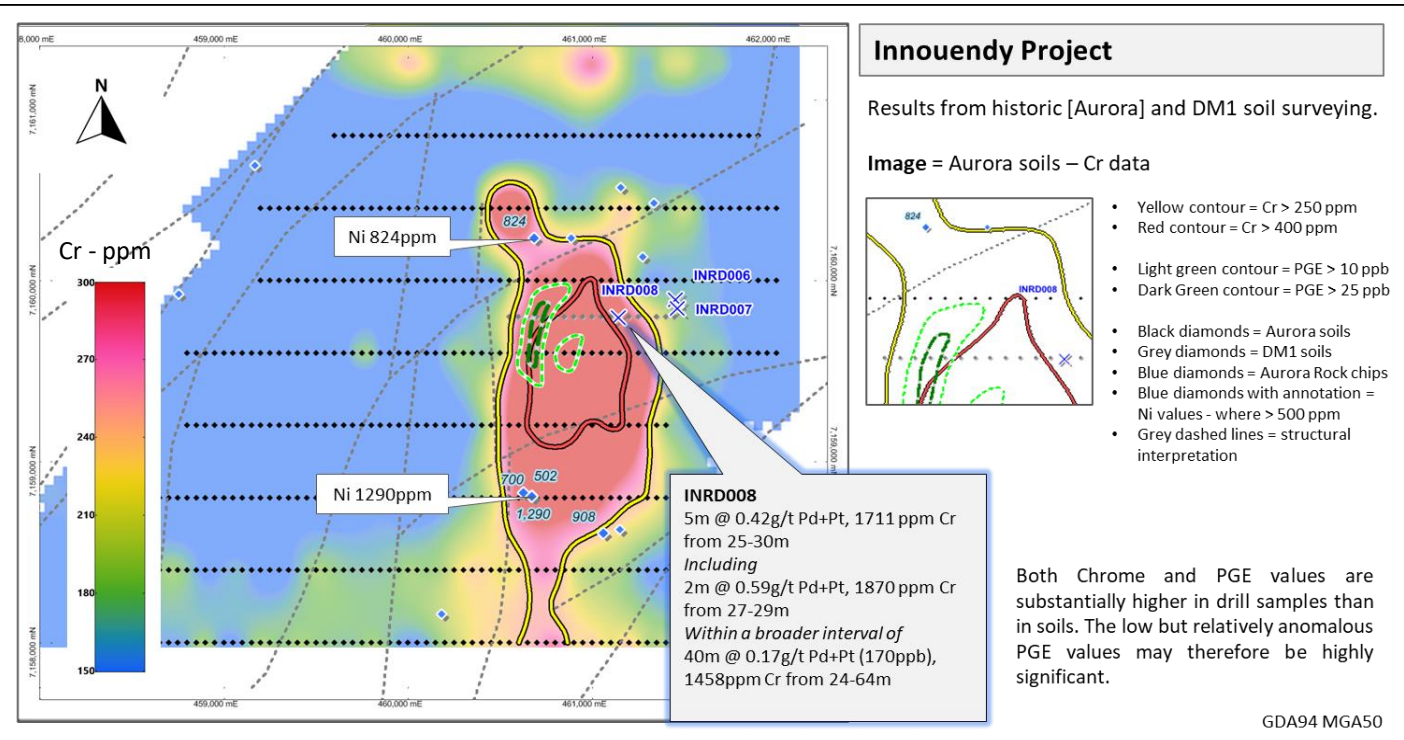 8,000 mE
459,000 mE
460,000 mE
461,000 mE
462,000 mE
7,161,000 mN
N
824
Ni 824ppm
Cr - ppm
300
270
240
210
180
150
7,160,000 mN
7,160,000 mN
INRD006
INRD008
INRD007
7,159,000 mN
7,159,000 mN
700 502
Ni 1290ppm
1,290 908
7,158,000 mN
459,000 mE
460,000 mE
461,000 mE
INRD008
5m @ 0.42g/t Pd+Pt, 1711 ppm Cr
from 25-30m
Including
2m @ 0.59g/t Pd+Pt, 1870 ppm Cr
from 27-29m
Within a broader interval of
40m @ 0.17g/t Pd+Pt (170ppb),
1458ppm Cr from 24-64m
Innouendy Project
Results from historic [Aurora] and DM1 soil surveying.
Image = Aurora soils – Cr data
824
INRD008
• Yellow contour = Cr > 250 ppm
• Red contour = Cr > 400 ppm
• Light green contour = PGE > 10 ppb
• Dark Green contour = PGE > 25 ppb
• Black diamonds = Aurora soils
• Grey diamonds = DM1 soils
• Blue diamonds = Aurora Rock chips
• Blue diamonds with annotation =
Ni values - where > 500 ppm
• Grey dashed lines = structural
interpretation
Both Chrome and PGE values are
substantially higher in drill samples than
in soils. The low but relatively anomalous
PGE values may therefore be highly
significant.
GDA94 MGA50